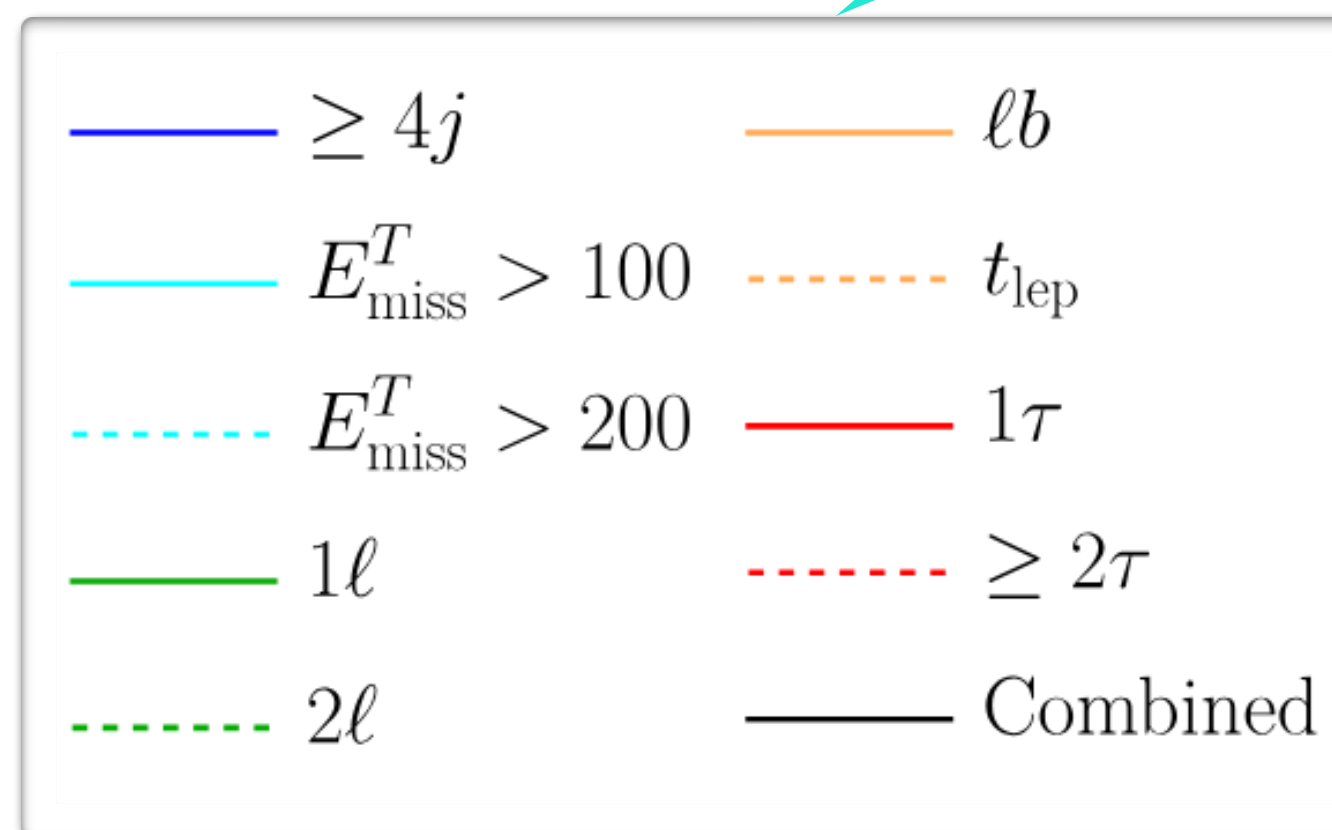 ≥ 4j
E^T_miss > 100
E^T_miss > 200
1ℓ
2ℓ
ℓb
t_lep
1τ
≥ 2τ
Combined